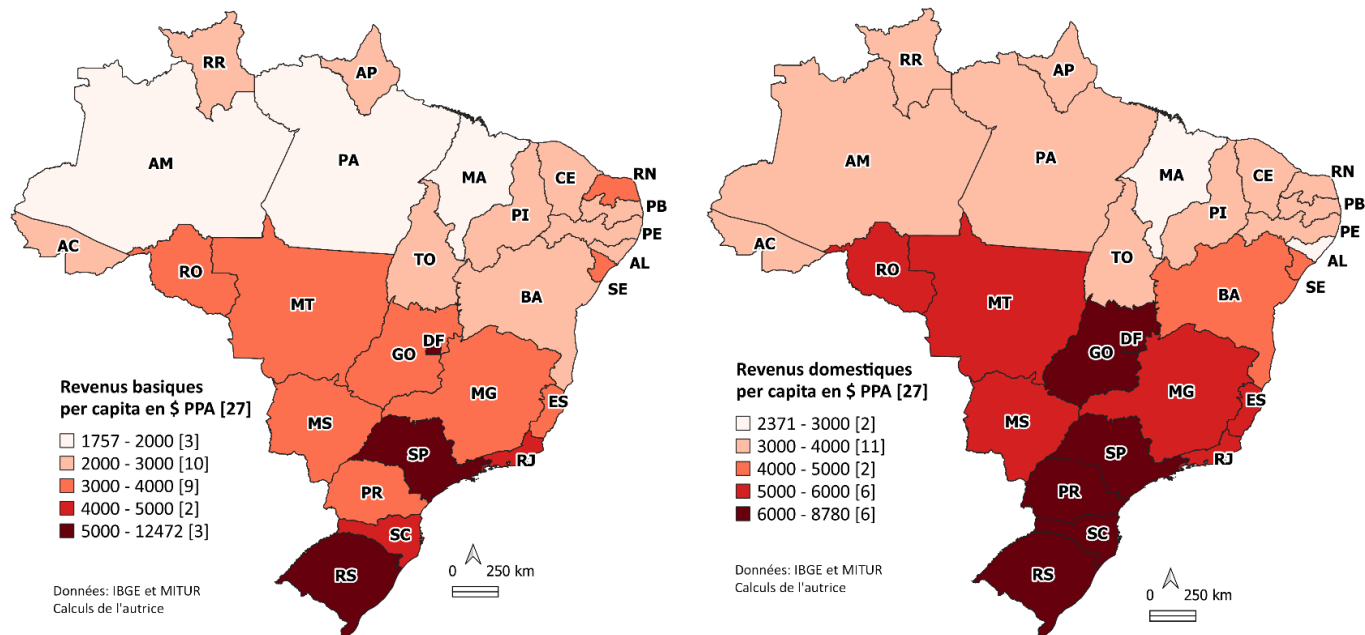 RR
AP
AM
PA
MA
CE
RN
PI
PB
PE
AC
TO
AL
RO
SE
BA
MT
DF
GO
MG
ES
MS
SP
RJ
PR
SC
RS
Revenus basiques
per capita en $ PPA [27]
1757 - 2000 [3]
2000 - 3000 [10]
3000 - 4000 [9]
4000 - 5000 [2]
5000 - 12472 [3]
0 250 km
Données: IBGE et MITUR
Calculs de l'autrice
RR
AP
AM
PA
MA
CE
RN
PI
PB
PE
AC
TO
AL
RO
SE
BA
MT
DF
GO
MG
ES
MS
SP
RJ
PR
SC
RS
Revenus domestiques
per capita en $ PPA [27]
2371 - 3000 [2]
3000 - 4000 [11]
4000 - 5000 [2]
5000 - 6000 [6]
6000 - 8780 [6]
0 250 km
Données: IBGE et MITUR
Calculs de l'autrice